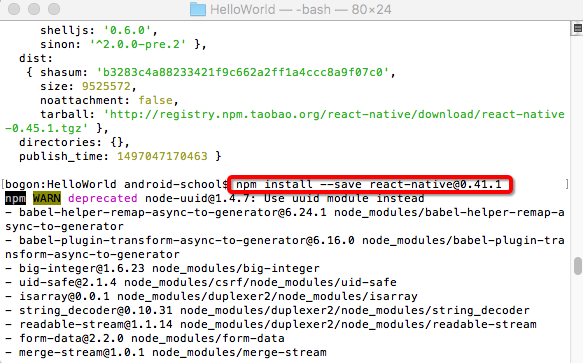 HelloWorld — -bash — 80×24
shelljs: '0.6.0',
sinon: '^2.0.0-pre.2' },
dist:
{ shasum: 'b3283c4a88233421f9c662a2ff1a4ccc8a9f07c0',
size: 9525572,
noattachment: false,
tarball: 'http://registry.npm.taobao.org/react-native/download/react-native
-0.45.1.tgz' },
directories: {},
publish_time: 1497047170463 }
[bogon:HelloWorld android-school$ npm install --save react-native@0.41.1 ]
npm WARN deprecated node-uuid@1.4.7: Use uuid module instead
- babel-helper-remap-async-to-generator@6.24.1 node_modules/babel-helper-remap-a
sync-to-generator
- babel-plugin-transform-async-to-generator@6.16.0 node_modules/babel-plugin-tra
nsform-async-to-generator
- big-integer@1.6.23 node_modules/big-integer
- uid-safe@2.1.4 node_modules/csrf/node_modules/uid-safe
- isarray@0.0.1 node_modules/duplexer2/node_modules/isarray
- string_decoder@0.10.31 node_modules/duplexer2/node_modules/string_decoder
- readable-stream@1.1.14 node_modules/duplexer2/node_modules/readable-stream
- form-data@2.2.0 node_modules/form-data
- merge-stream@1.0.1 node_modules/merge-stream